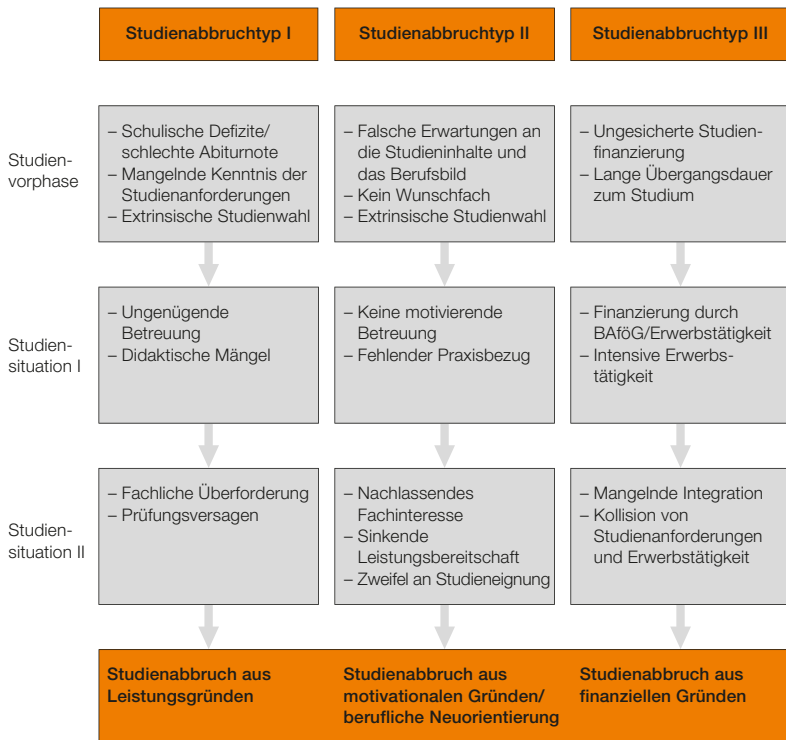 Studienabbruchtyp I
Studienabbruchtyp II
Studienabbruchtyp III
Studien-
vorphase
– Schulische Defizite/
schlechte Abiturnote
– Mangelnde Kenntnis der
Studienanforderungen
– Extrinsische Studienwahl
– Falsche Erwartungen an
die Studieninhalte und
das Berufsbild
– Kein Wunschfach
– Extrinsische Studienwahl
– Ungesicherte Studien-
finanzierung
– Lange Übergangsdauer
zum Studium
Studien-
situation I
– Ungenügende
Betreuung
– Didaktische Mängel
– Keine motivierende
Betreuung
– Fehlender Praxisbezug
– Finanzierung durch
BAföG/Erwerbstätigkeit
– Intensive Erwerbs-
tätigkeit
Studien-
situation II
– Fachliche Überforderung
– Prüfungsversagen
– Nachlassendes
Fachinteresse
– Sinkende
Leistungsbereitschaft
– Zweifel an Studieneignung
– Mangelnde Integration
– Kollision von
Studienanforderungen
und Erwerbstätigkeit
Studienabbruch aus
Leistungsgründen
Studienabbruch aus
motivationalen Gründen/
berufliche Neuorientierung
Studienabbruch aus
finanziellen Gründen